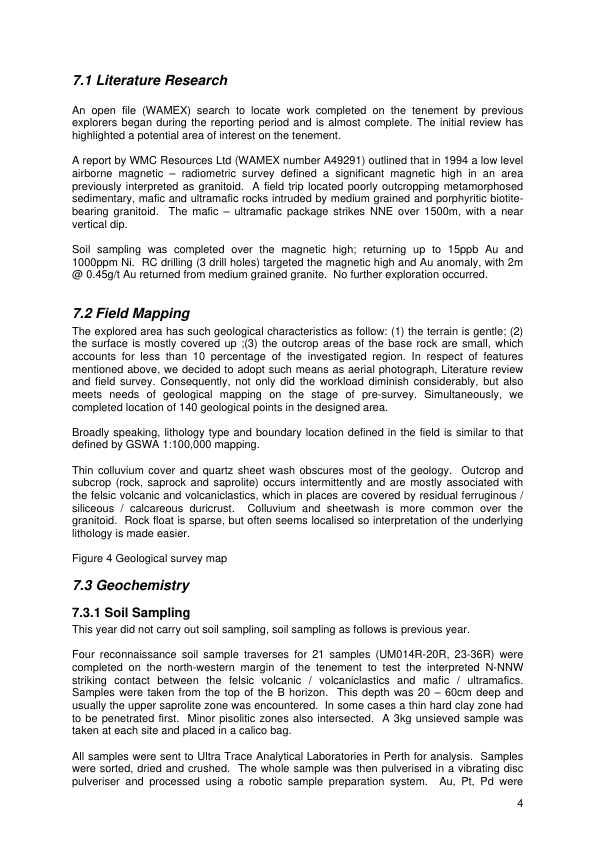 7.1 Literature Research
An open file (WAMEX) search to locate work completed on the tenement by previous
explorers began during the reporting period and is almost complete. The initial review has
highlighted a potential area of interest on the tenement.
A report by WMC Resources Ltd (WAMEX number A49291) outlined that in 1994 a low level
airborne magnetic – radiometric survey defined a significant magnetic high in an area
previously interpreted as granitoid. A field trip located poorly outcropping metamorphosed
sedimentary, mafic and ultramafic rocks intruded by medium grained and porphyritic biotite-
bearing granitoid. The mafic – ultramafic package strikes NNE over 1500m, with a near
vertical dip.
Soil sampling was completed over the magnetic high; returning up to 15ppb Au and
1000ppm Ni. RC drilling (3 drill holes) targeted the magnetic high and Au anomaly, with 2m
@ 0.45g/t Au returned from medium grained granite. No further exploration occurred.
7.2 Field Mapping
The explored area has such geological characteristics as follow: (1) the terrain is gentle; (2)
the surface is mostly covered up ;(3) the outcrop areas of the base rock are small, which
accounts for less than 10 percentage of the investigated region. In respect of features
mentioned above, we decided to adopt such means as aerial photograph, Literature review
and field survey. Consequently, not only did the workload diminish considerably, but also
meets needs of geological mapping on the stage of pre-survey. Simultaneously, we
completed location of 140 geological points in the designed area.
Broadly speaking, lithology type and boundary location defined in the field is similar to that
defined by GSWA 1:100,000 mapping.
Thin colluvium cover and quartz sheet wash obscures most of the geology. Outcrop and
subcrop (rock, saprock and saprolite) occurs intermittently and are mostly associated with
the felsic volcanic and volcaniclastics, which in places are covered by residual ferruginous /
siliceous / calcareous duricrust. Colluvium and sheetwash is more common over the
granitoid. Rock float is sparse, but often seems localised so interpretation of the underlying
lithology is made easier.
Figure 4 Geological survey map
7.3 Geochemistry
7.3.1 Soil Sampling
This year did not carry out soil sampling, soil sampling as follows is previous year.
Four reconnaissance soil sample traverses for 21 samples (UM014R-20R, 23-36R) were
completed on the north-western margin of the tenement to test the interpreted N-NNW
striking contact between the felsic volcanic / volcaniclastics and mafic / ultramafics.
Samples were taken from the top of the B horizon. This depth was 20 – 60cm deep and
usually the upper saprolite zone was encountered. In some cases a thin hard clay zone had
to be penetrated first. Minor pisolitic zones also intersected. A 3kg unsieved sample was
taken at each site and placed in a calico bag.
All samples were sent to Ultra Trace Analytical Laboratories in Perth for analysis. Samples
were sorted, dried and crushed. The whole sample was then pulverised in a vibrating disc
pulveriser and processed using a robotic sample preparation system. Au, Pt, Pd were
4